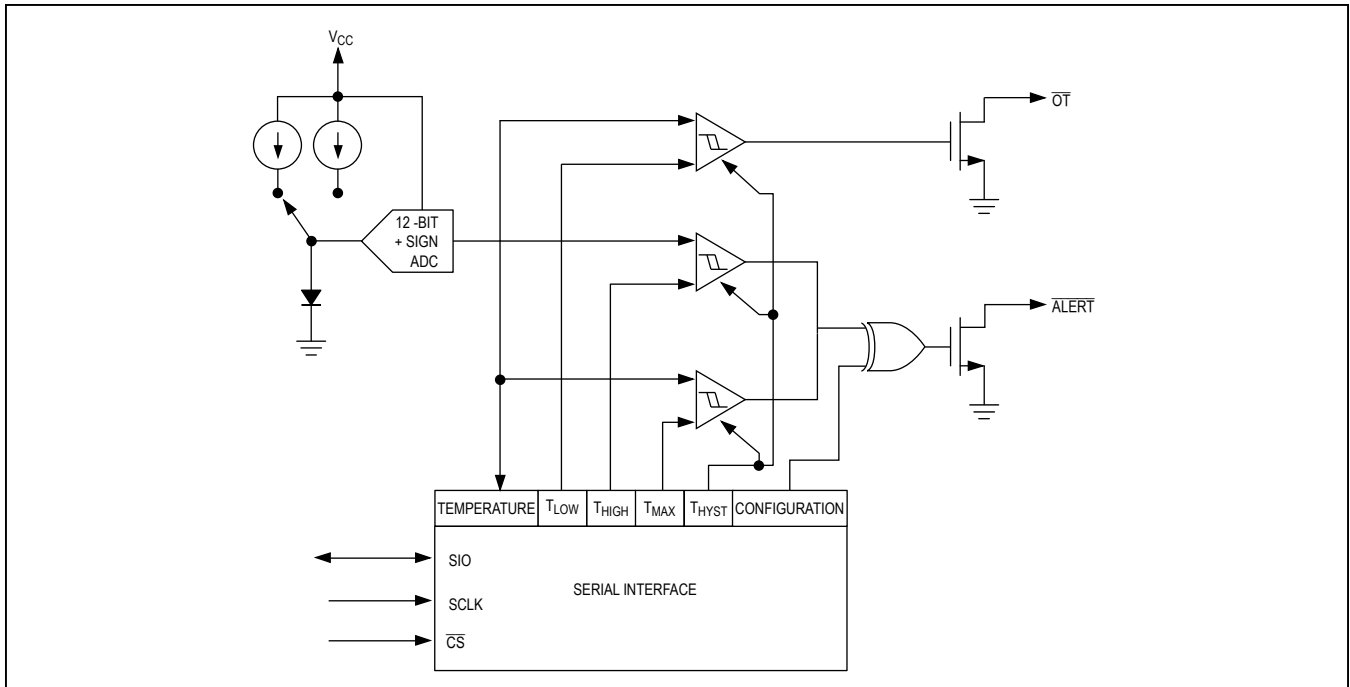 VCC
OT
12 -BIT
+ SIGN
ADC
ALERT
TEMPERATURE TLOW THIGH TMAX THYST CONFIGURATION
SIO
SERIAL INTERFACE
SCLK
CS